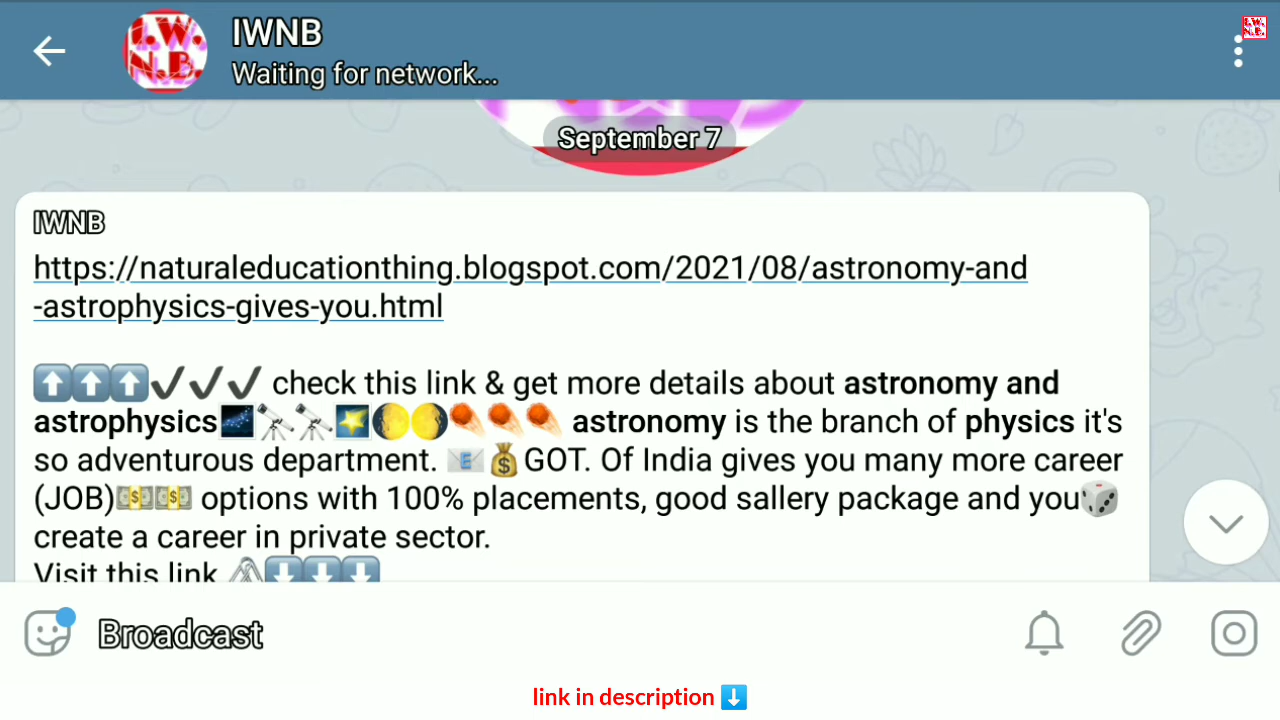 IWNB
Waiting for network...
I.W.
N.B.
I.W.
N.B.
September 7
IWNB
https://naturaleducationthing.blogspot.com/2021/08/astronomy-and
-astrophysics-gives-you.html
⬆️⬆️⬆️✔️✔️✔️ check this link & get more details about astronomy and
astrophysics🌌🔭🔭🌟🌔🌔☄️☄️☄️ astronomy is the branch of physics it's
so adventurous department. 📧💰GOT. Of India gives you many more career
(JOB)💵💵 options with 100% placements, good sallery package and you🎲
create a career in private sector.
Visit this link 🖇️⬇️⬇️⬇️
Broadcast
link in description ⬇️